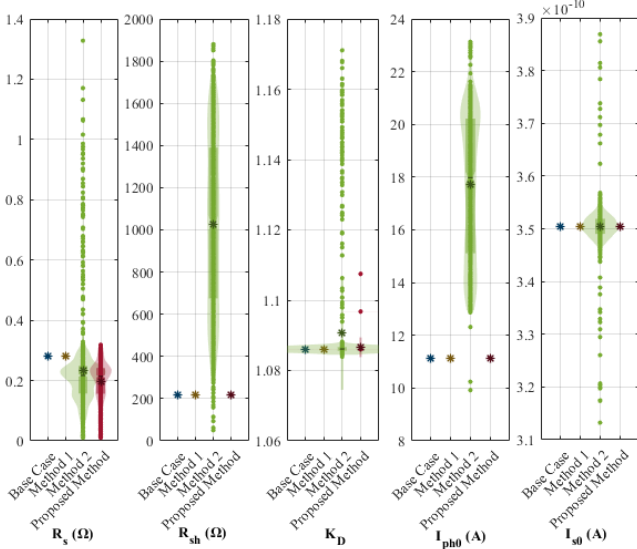 1.4
1.2
1
0.8
0.6
0.4
0.2
0
Base Case
Method 1
Method 2
Proposed Method
R_s (Ω)
2000
1800
1600
1400
1200
1000
800
600
400
200
0
Base Case
Method 1
Method 2
Proposed Method
R_sh (Ω)
1.18
1.16
1.14
1.12
1.1
1.08
1.06
Base Case
Method 1
Method 2
Proposed Method
K_D
24
22
20
18
16
14
12
10
8
Base Case
Method 1
Method 2
Proposed Method
I_ph0 (A)
3.9×10^-10
3.8
3.7
3.6
3.5
3.4
3.3
3.2
3.1
Base Case
Method 1
Method 2
Proposed Method
I_s0 (A)